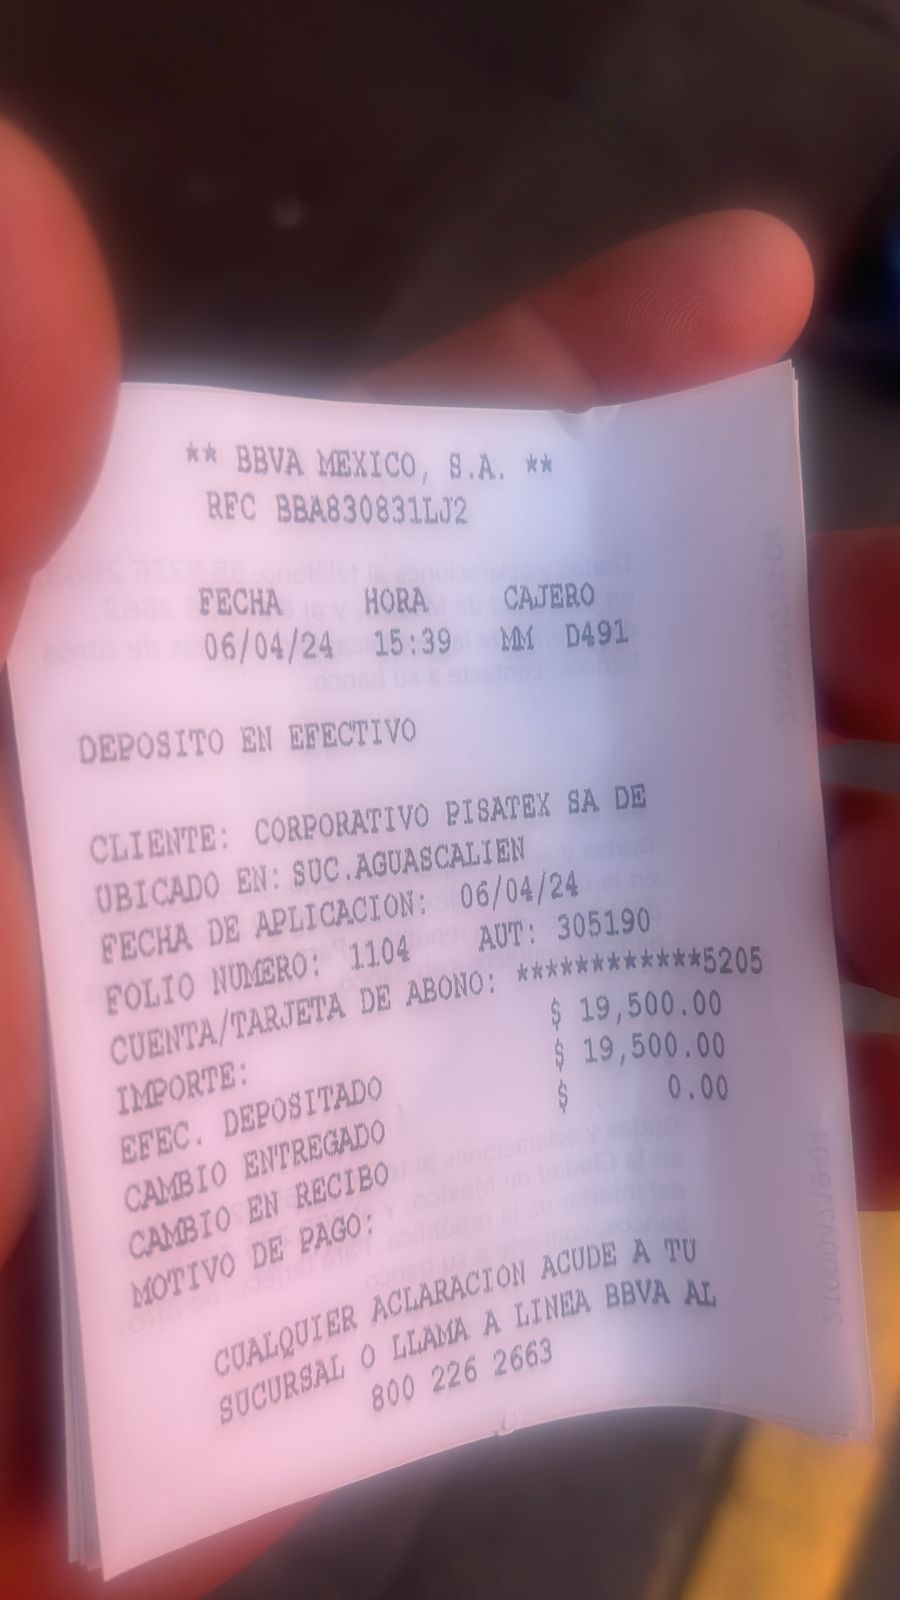 ** BBVA MEXICO, S.A. **
RFC BBA830831LJ2
FECHA HORA CAJERO
06/04/24 15:39 MM D491
DEPOSITO EN EFECTIVO
CLIENTE: CORPORATIVO PISATEX SA DE
UBICADO EN: SUC.AGUASCALIEN
FECHA DE APLICACION: 06/04/24
FOLIO NUMERO: 1104 AUT: 305190
CUENTA/TARJETA DE ABONO: ************5205
IMPORTE: $ 19,500.00
EFEC. DEPOSITADO $ 19,500.00
CAMBIO ENTREGADO $ 0.00
CAMBIO EN RECIBO
MOTIVO DE PAGO:
CUALQUIER ACLARACION ACUDE A TU
SUCURSAL O LLAMA A LINEA BBVA AL
800 226 2663